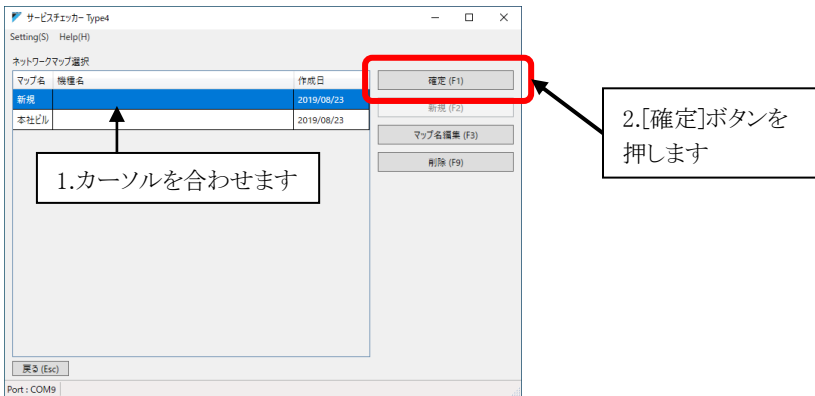 サービスチェッカー Type4
Setting(S) Help(H)
ネットワークマップ選択
マップ名 機種名 作成日
新規 2019/08/23
本社ビル 2019/08/23
確定 (F1)
新規 (F2)
マップ名編集 (F3)
削除 (F9)
1.カーソルを合わせます
2.[確定]ボタンを
押します
戻る (Esc)
Port : COM9